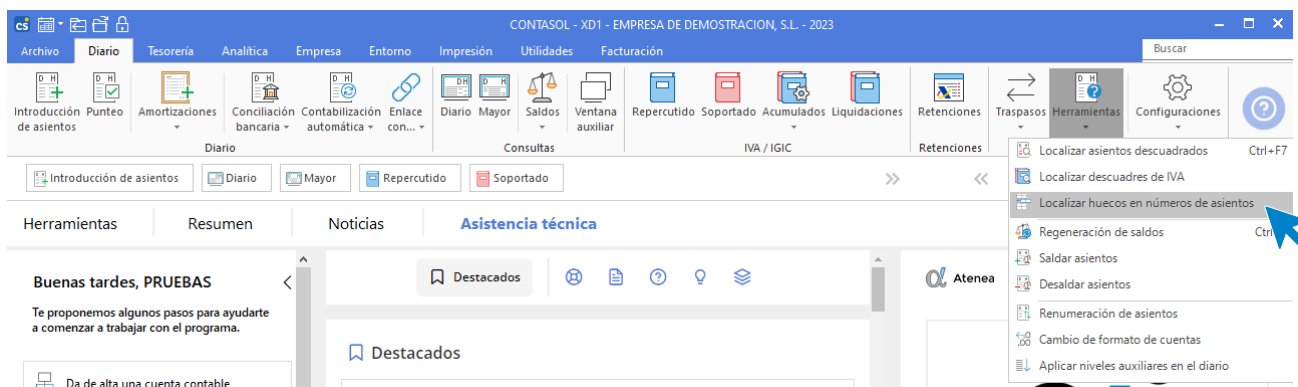 cs
CONTASOL - XD1 - EMPRESA DE DEMOSTRACION, S.L. - 2023
Archivo Diario Tesorería Analítica Empresa Entorno Impresión Utilidades Facturación Buscar
Introducción de asientos
Punteo
Amortizaciones
Conciliación bancaria
Contabilización automática
Enlace con...
Diario
Mayor
Saldos
Ventana auxiliar
Repercutido
Soportado
Acumulados
Liquidaciones
Retenciones
Traspasos
Herramientas
Configuraciones
Diario
Consultas
IVA / IGIC
Retenciones
Introducción de asientos Diario Mayor Repercutido Soportado
Herramientas Resumen Noticias Asistencia técnica
Buenas tardes, PRUEBAS
Te proponemos algunos pasos para ayudarte
a comenzar a trabajar con el programa.
Da de alta una cuenta contable
Destacados
Destacados
Atenea
Localizar asientos descuadrados Ctrl+F7
Localizar descuadres de IVA
Localizar huecos en números de asientos
Regeneración de saldos
Saldar asientos
Desaldar asientos
Renumeración de asientos
Cambio de formato de cuentas
Aplicar niveles auxiliares en el diario